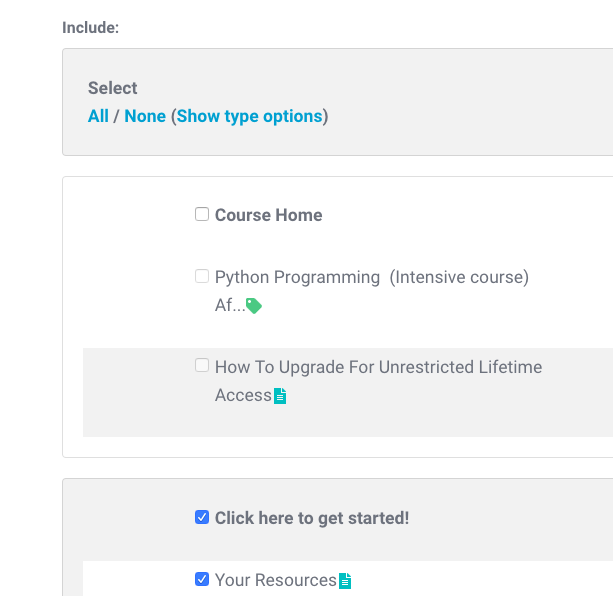 Include:
Select
All / None (Show type options)
Course Home
Python Programming  (Intensive course)
Af...
How To Upgrade For Unrestricted Lifetime
Access
Click here to get started!
Your Resources